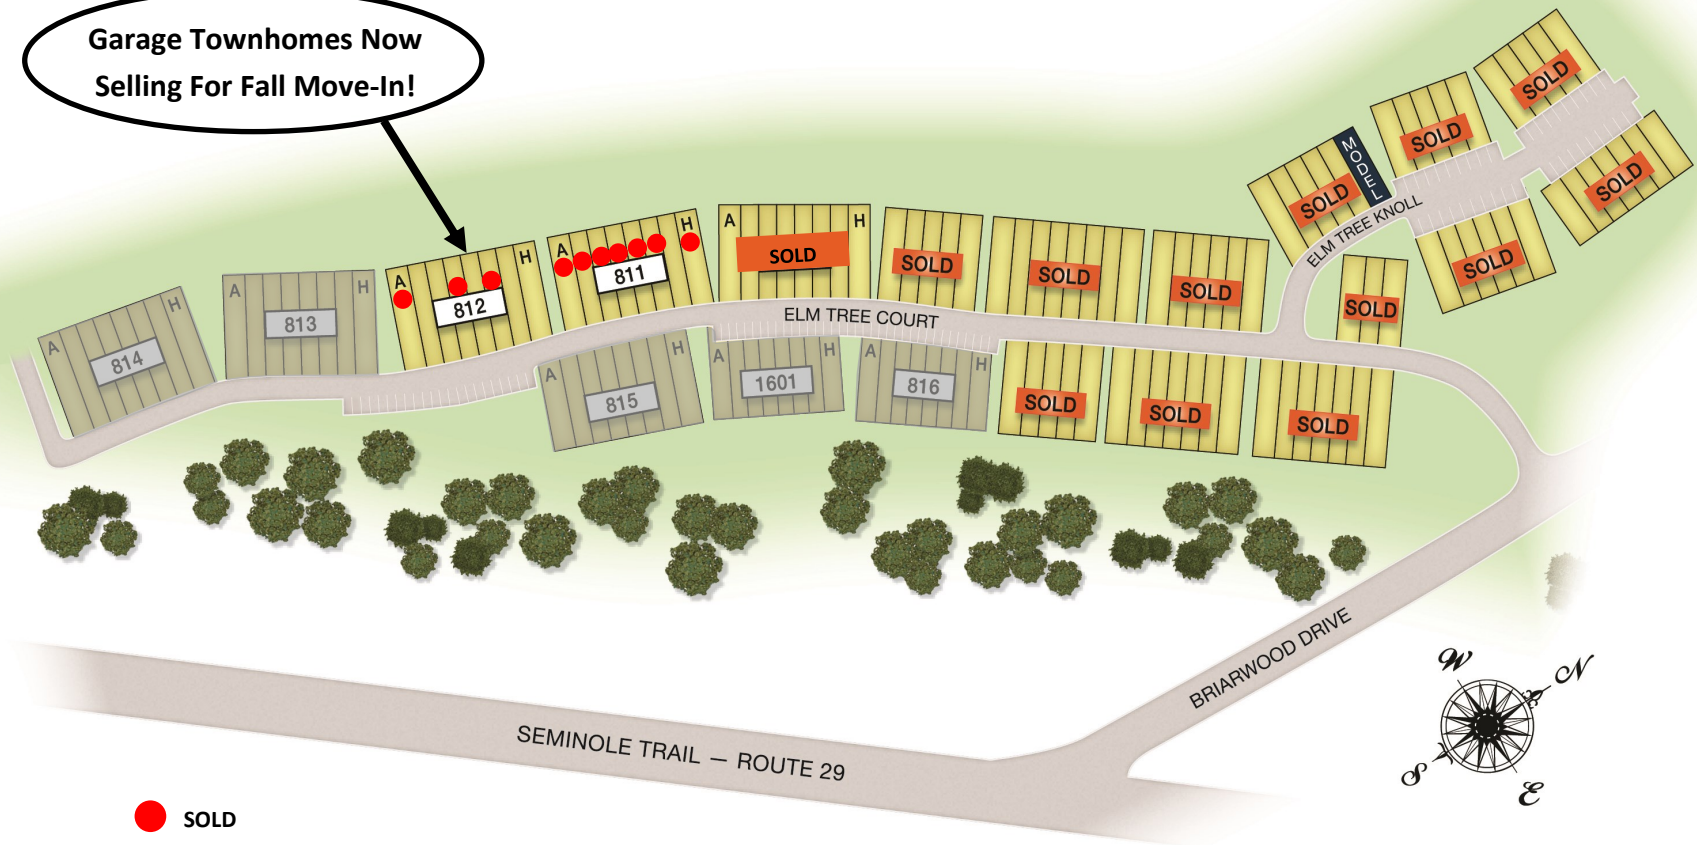 Garage Townhomes Now
Selling For Fall Move-In!
SOLD
SOLD
MODEL
SOLD
SOLD
SOLD
SOLD
ELM TREE KNOLL
A H
814
A H
813
A H
812
A H
811
A H
SOLD
SOLD
SOLD
SOLD
SOLD
ELM TREE COURT
A H
815
A H
1601
A H
816
SOLD
SOLD
SOLD
BRIARWOOD DRIVE
SEMINOLE TRAIL — ROUTE 29
W N
S E
SOLD